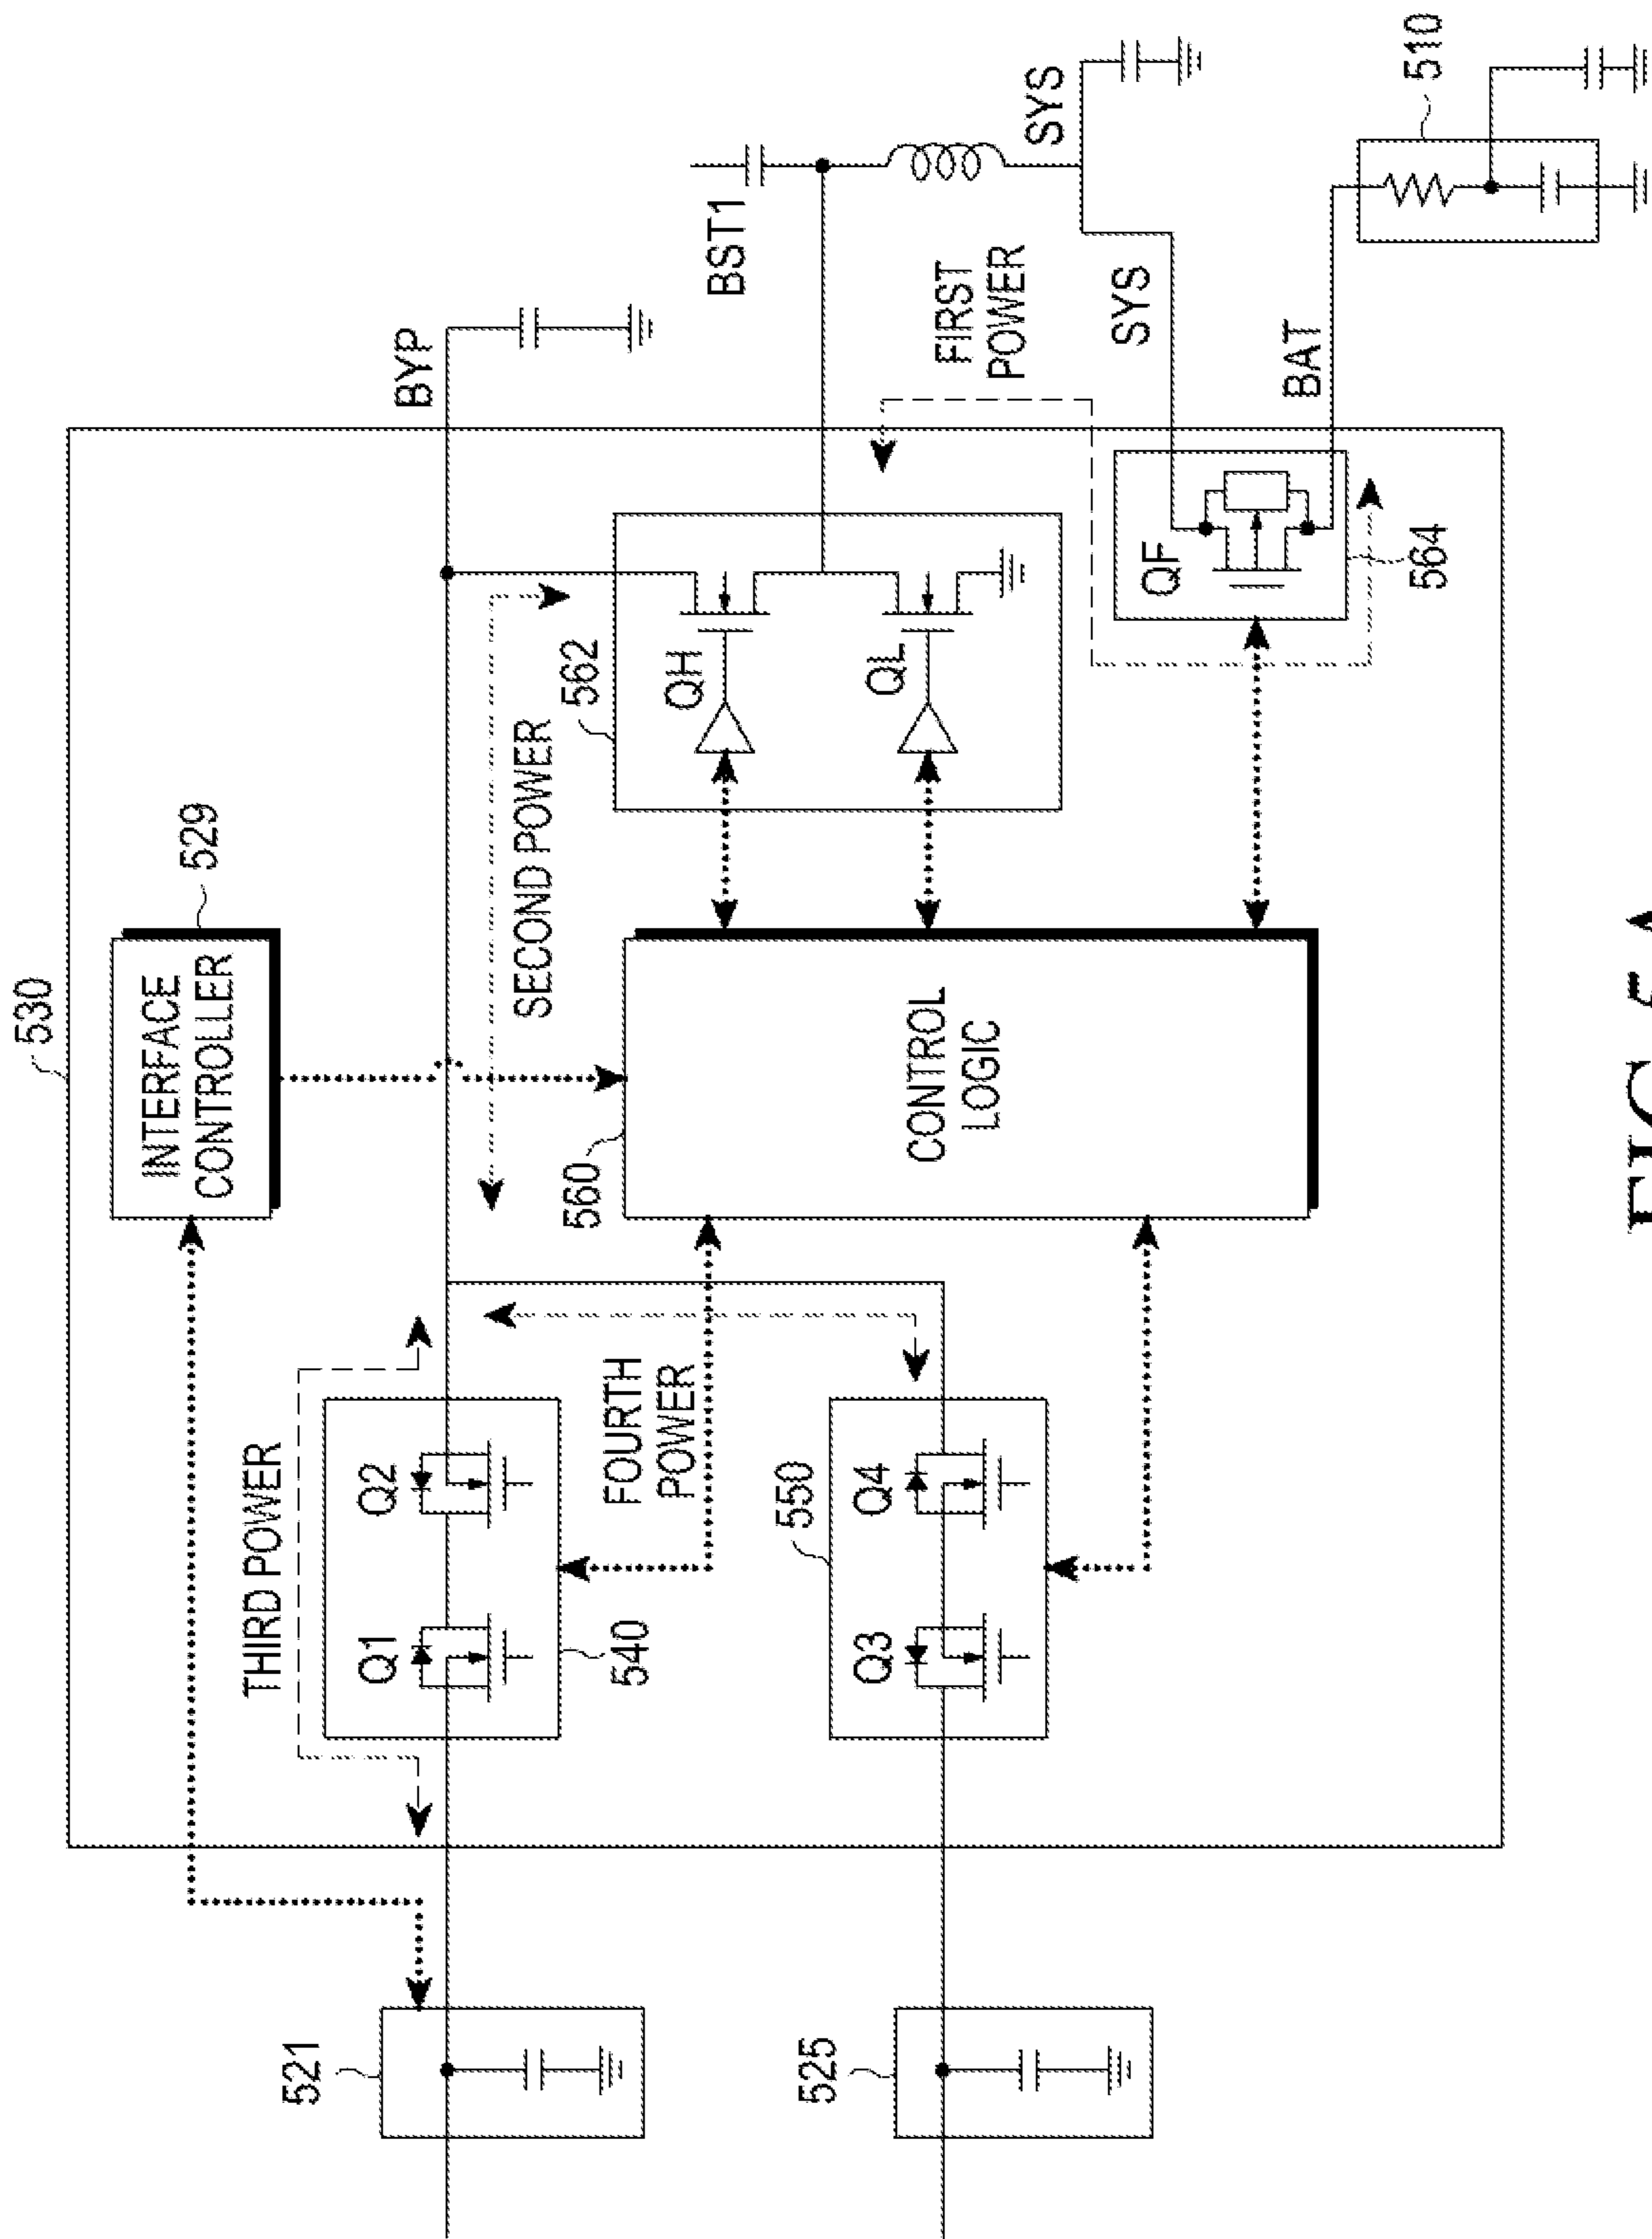 530
INTERFACE
CONTROLLER
529
THIRD POWER
521
Q1
Q2
540
BYP
SECOND POWER
562
QH
QL
BST1
FOURTH
POWER
560
CONTROL
LOGIC
FIRST
POWER
SYS
SYS
525
550
Q3
Q4
QF
564
BAT
510